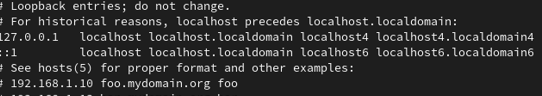 # Loopback entries; do not change.
# For historical reasons, localhost precedes localhost.localdomain:
127.0.0.1   localhost localhost.localdomain localhost4 localhost4.localdomain4
::1         localhost localhost.localdomain localhost6 localhost6.localdomain6
# See hosts(5) for proper format and other examples:
# 192.168.1.10 foo.mydomain.org foo